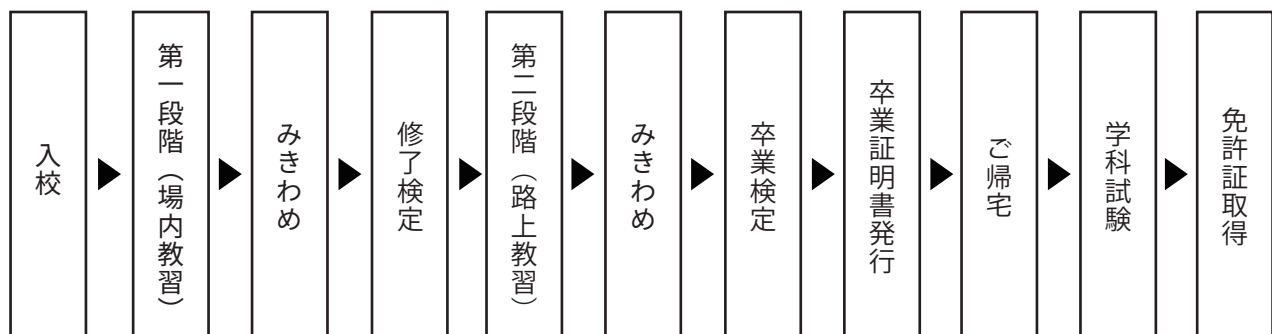 入校
第一段階（場内教習）
みきわめ
修了検定
第二段階（路上教習）
みきわめ
卒業検定
卒業証明書発行
ご帰宅
学科試験
免許証取得